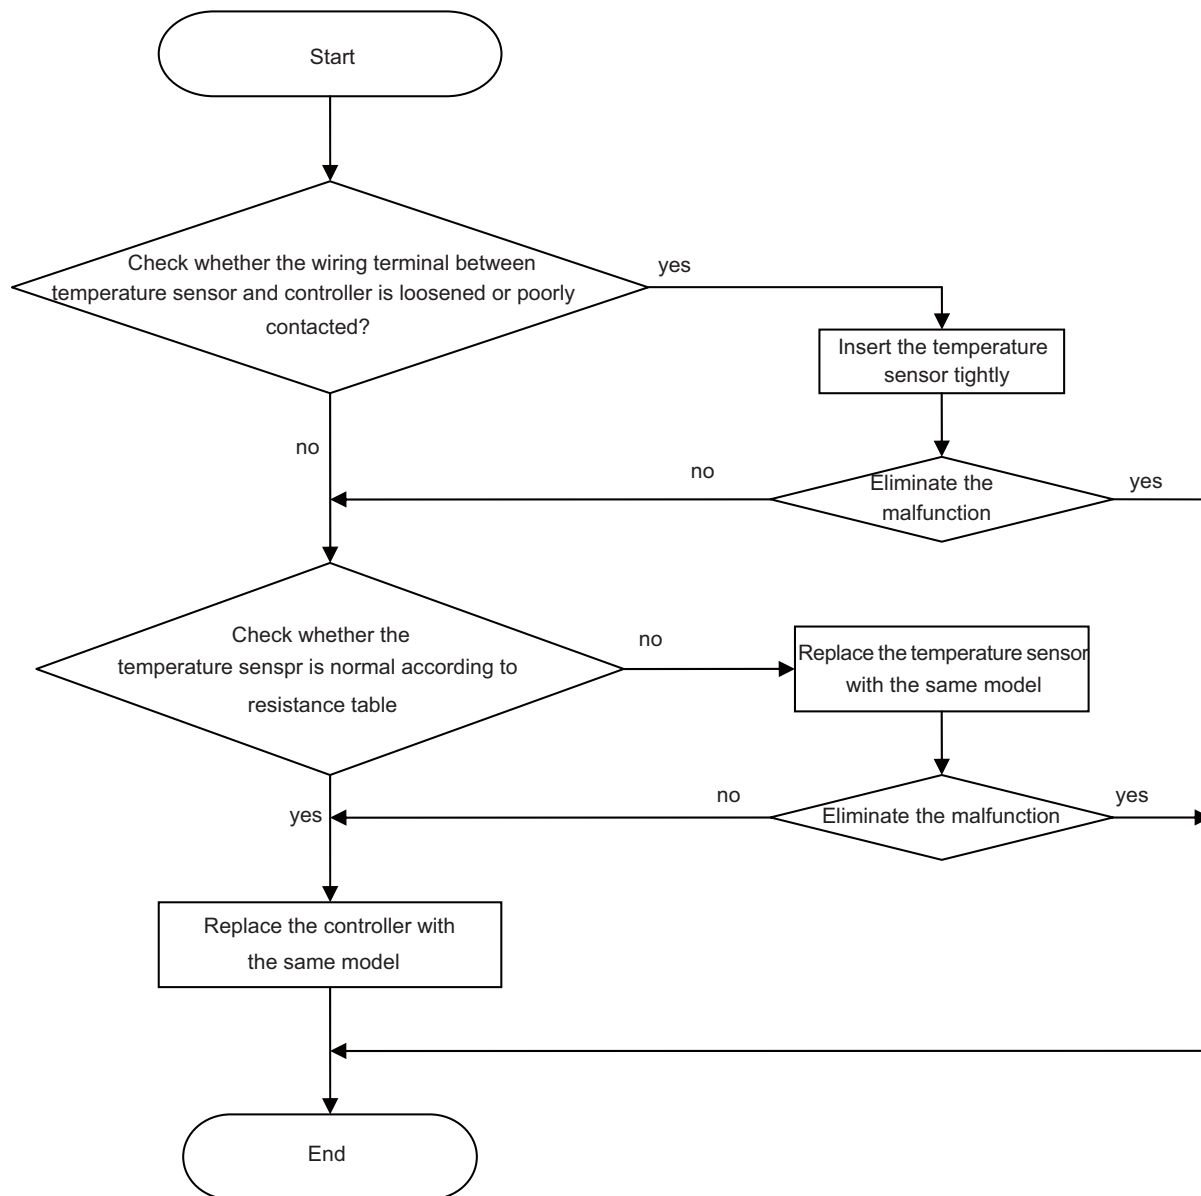 Start
Check whether the wiring terminal between
temperature sensor and controller is loosened or poorly
contacted?
yes
Insert the temperature
sensor tightly
no
no
Eliminate the
malfunction
yes
Check whether the
temperature senspr is normal according to
resistance table
no
Replace the temperature sensor
with the same model
yes
no
Eliminate the malfunction
yes
Replace the controller with
the same model
End